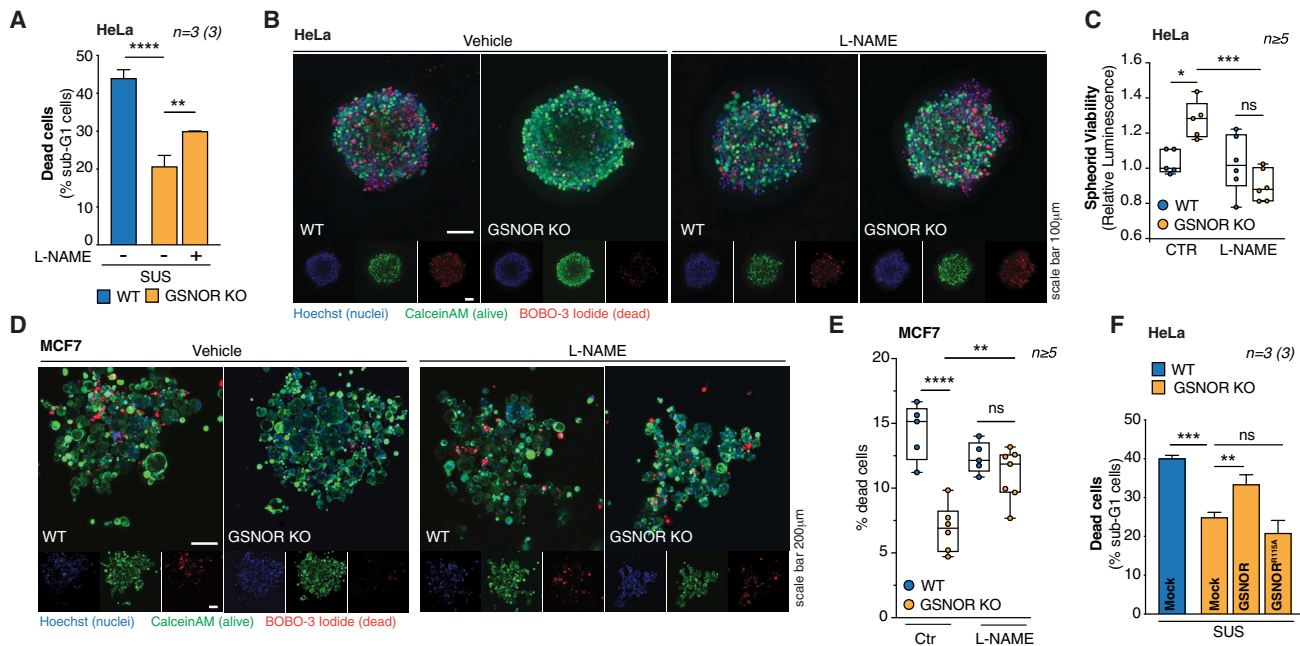 A
HeLa
n=3 (3)
****
**
50
40
30
20
10
0
Dead cells
(% sub-G1 cells)
L-NAME
-
-
+
SUS
WT
GSNOR KO
B
HeLa
Vehicle
L-NAME
WT
GSNOR KO
WT
GSNOR KO
scale bar 100μm
Hoechst (nuclei)
CalceinAM (alive)
BOBO-3 Iodide (dead)
C
HeLa
n≥5
***
*
ns
1.6
1.4
1.2
1.0
0.8
0.6
Spheorid Viability
(Relative Luminescence)
WT
GSNOR KO
CTR
L-NAME
D
MCF7
Vehicle
L-NAME
WT
GSNOR KO
WT
GSNOR KO
scale bar 200μm
Hoechst (nuclei)
CalceinAM (alive)
BOBO-3 Iodide (dead)
E
MCF7
n≥5
**
****
ns
20
15
10
5
0
% dead cells
WT
GSNOR KO
Ctr
L-NAME
F
HeLa
WT
GSNOR KO
n=3 (3)
***
ns
**
50
40
30
20
10
0
Dead cells
(% sub-G1 cells)
Mock
Mock
GSNOR
GSNOR^R115A
SUS